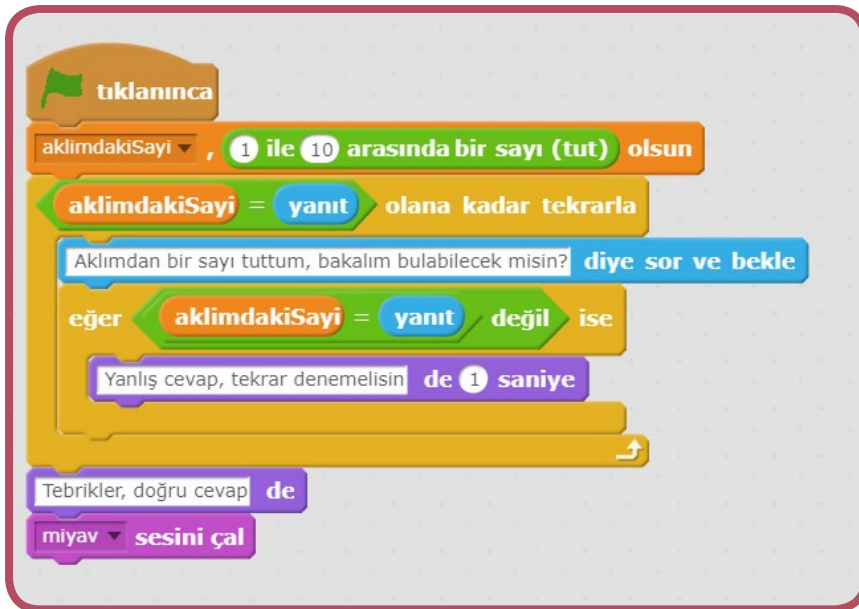 tıklanınca
aklimdakiSayi , 1 ile 10 arasında bir sayı (tut) olsun
aklimdakiSayi = yanıt olana kadar tekrarla
Aklımdan bir sayı tuttum, bakalım bulabilecek misin? diye sor ve bekle
eğer aklimdakiSayi = yanıt değil ise
Yanlış cevap, tekrar denemelisin de 1 saniye
Tebrikler, doğru cevap de
miyav sesini çal